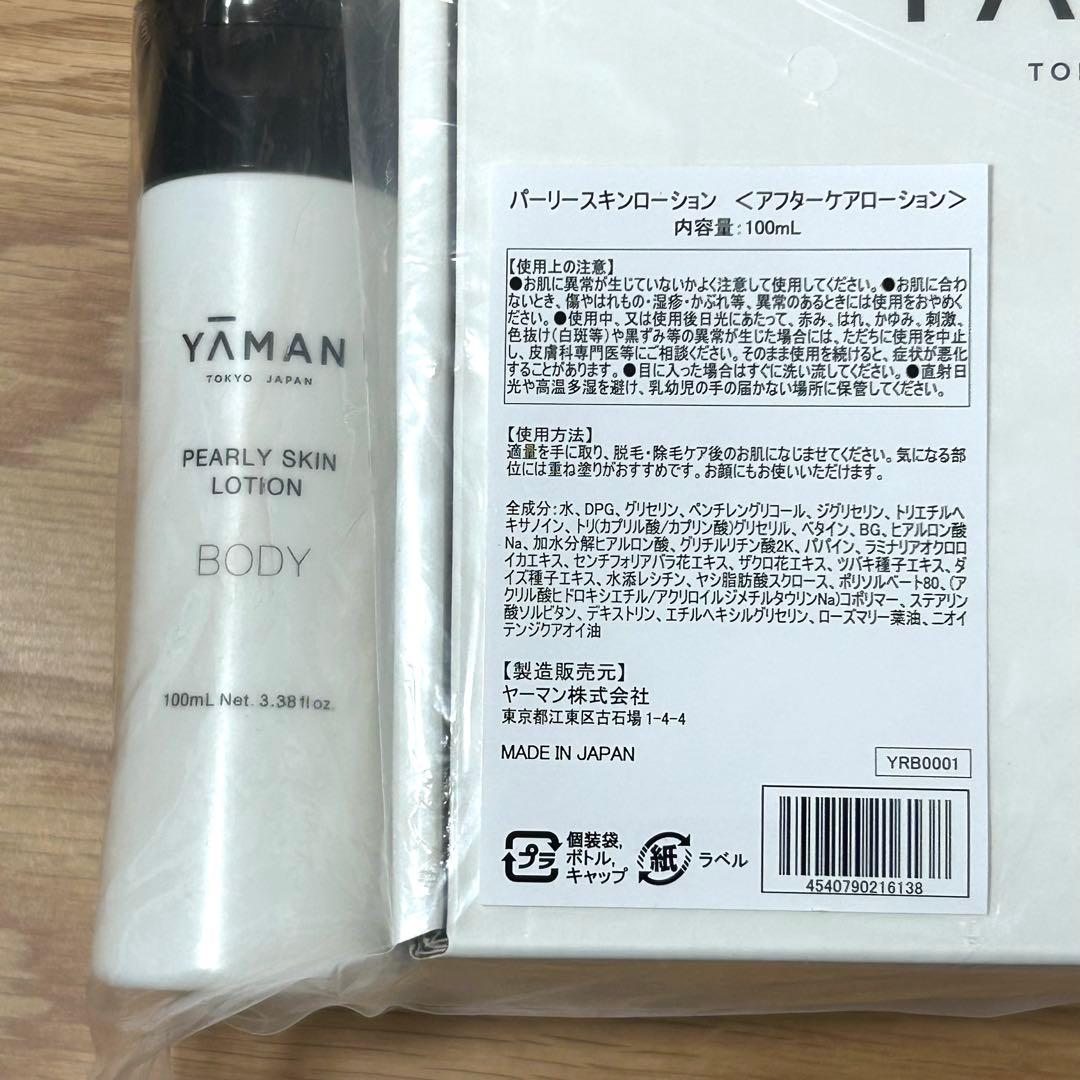 YAMAN
TOKYO JAPAN
PEARLY SKIN
LOTION
BODY
100mL Net. 3.38fl oz.
TO
パーリースキンローション <アフターケアローション>
内容量:100mL
【使用上の注意】
●お肌に異常が生じていないかよく注意して使用してください。●お肌に合わ
ないとき、傷やはれもの・湿疹・かぶれ等、異常のあるときには使用をおやめく
ださい。●使用中、又は使用後日光にあたって、赤み、はれ、かゆみ、刺激、
色抜け(白斑等)や黒ずみ等の異常が生じた場合には、ただちに使用を中止
し、皮膚科専門医等にご相談ください。そのまま使用を続けると、症状が悪化
することがあります。●目に入った場合はすぐに洗い流してください。●直射日
光や高温多湿を避け、乳幼児の手の届かない場所に保管してください。
【使用方法】
適量を手に取り、脱毛・除毛ケア後のお肌になじませてください。気になる部
位には重ね塗りがおすすめです。お顔にもお使いいただけます。
全成分:水、DPG、グリセリン、ペンチレングリコール、ジグリセリン、トリエチルヘ
キサノイン、トリ(カプリル酸/カプリン酸)グリセリル、ベタイン、BG、ヒアルロン酸
Na、加水分解ヒアルロン酸、グリチルリチン酸2K、パパイン、ラミナリアオクロロ
イカエキス、センチフォリアバラ花エキス、ザクロ花エキス、ツバキ種子エキス、ダ
イズ種子エキス、水添レシチン、ヤシ脂肪酸スクロース、ポリソルベート80、(ア
クリル酸ヒドロキシエチル/アクリロイルジメチルタウリンNa)コポリマー、ステアリン
酸ソルビタン、デキストリン、エチルヘキシルグリセリン、ローズマリー葉油、ニオイ
テンジクアオイ油
【製造販売元】
ヤーマン株式会社
東京都江東区古石場1-4-4
MADE IN JAPAN
YRB0001
プラ
個装袋,
ボトル,
キャップ
紙
ラベル
4540790216138